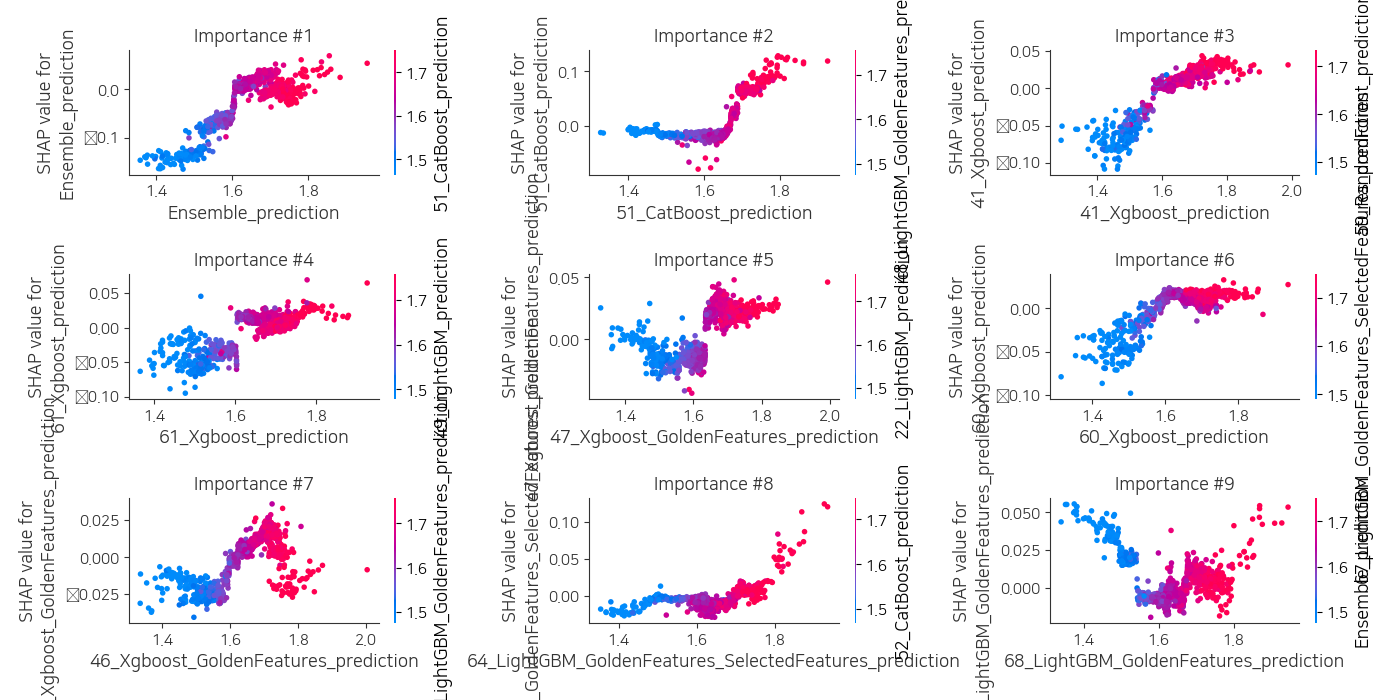 Importance #1
SHAP value for
Ensemble_prediction
0.0
0.1
1.4
1.6
1.8
Ensemble_prediction
1.7
1.6
1.5
51_CatBoost_prediction
Importance #2
SHAP value for
51_CatBoost_prediction
0.1
0.0
1.4
1.6
1.8
51_CatBoost_prediction
1.7
1.6
1.5
Importance #3
SHAP value for
41_Xgboost_prediction
0.05
0.00
0.05
0.10
1.4
1.6
1.8
2.0
41_Xgboost_prediction
1.7
1.6
1.5
Importance #4
SHAP value for
61_Xgboost_prediction
0.05
0.00
0.05
0.10
1.4
1.6
1.8
61_Xgboost_prediction
1.7
1.6
1.5
Importance #5
SHAP value for
0.05
0.00
1.4
1.6
1.8
2.0
47_Xgboost_GoldenFeatures_prediction
1.7
1.6
1.5
22_LightGBM_prediction
Importance #6
SHAP value for
60_Xgboost_prediction
0.00
0.05
0.10
1.4
1.6
1.8
60_Xgboost_prediction
1.7
1.6
1.5
Importance #7
SHAP value for
_Xgboost_GoldenFeatures_prediction
0.025
0.000
0.025
1.4
1.6
1.8
2.0
46_Xgboost_GoldenFeatures_prediction
1.7
1.6
1.5
Importance #8
SHAP value for
0.10
0.05
0.00
1.4
1.6
1.8
64_LightGBM_GoldenFeatures_SelectedFeatures_prediction
1.7
1.6
1.5
52_CatBoost_prediction
Importance #9
SHAP value for
0.050
0.025
0.000
1.4
1.6
1.8
68_LightGBM_GoldenFeatures_prediction
1.7
1.6
1.5